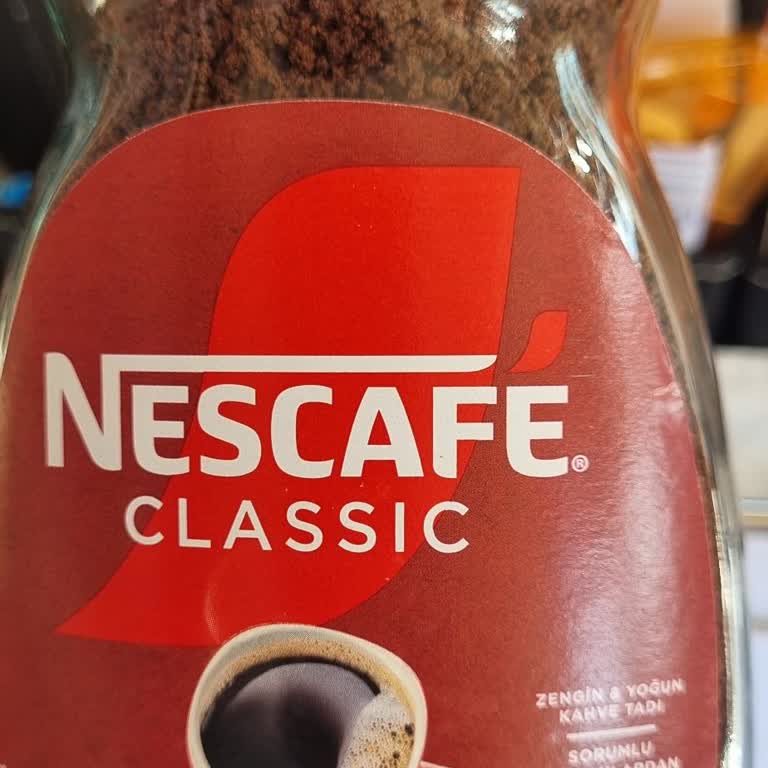 NESCAFÉ®
CLASSIC
ZENGİN & YOĞUN
KAHVE TADI
SORUMLU